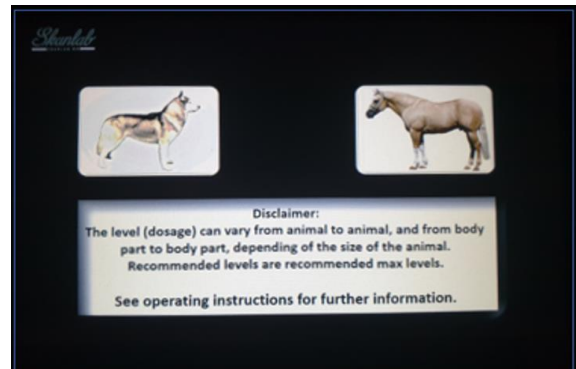 Skanlab
Disclaimer:
The level (dosage) can vary from animal to animal, and from body
part to body part, depending of the size of the animal.
Recommended levels are recommended max levels.
See operating instructions for further information.